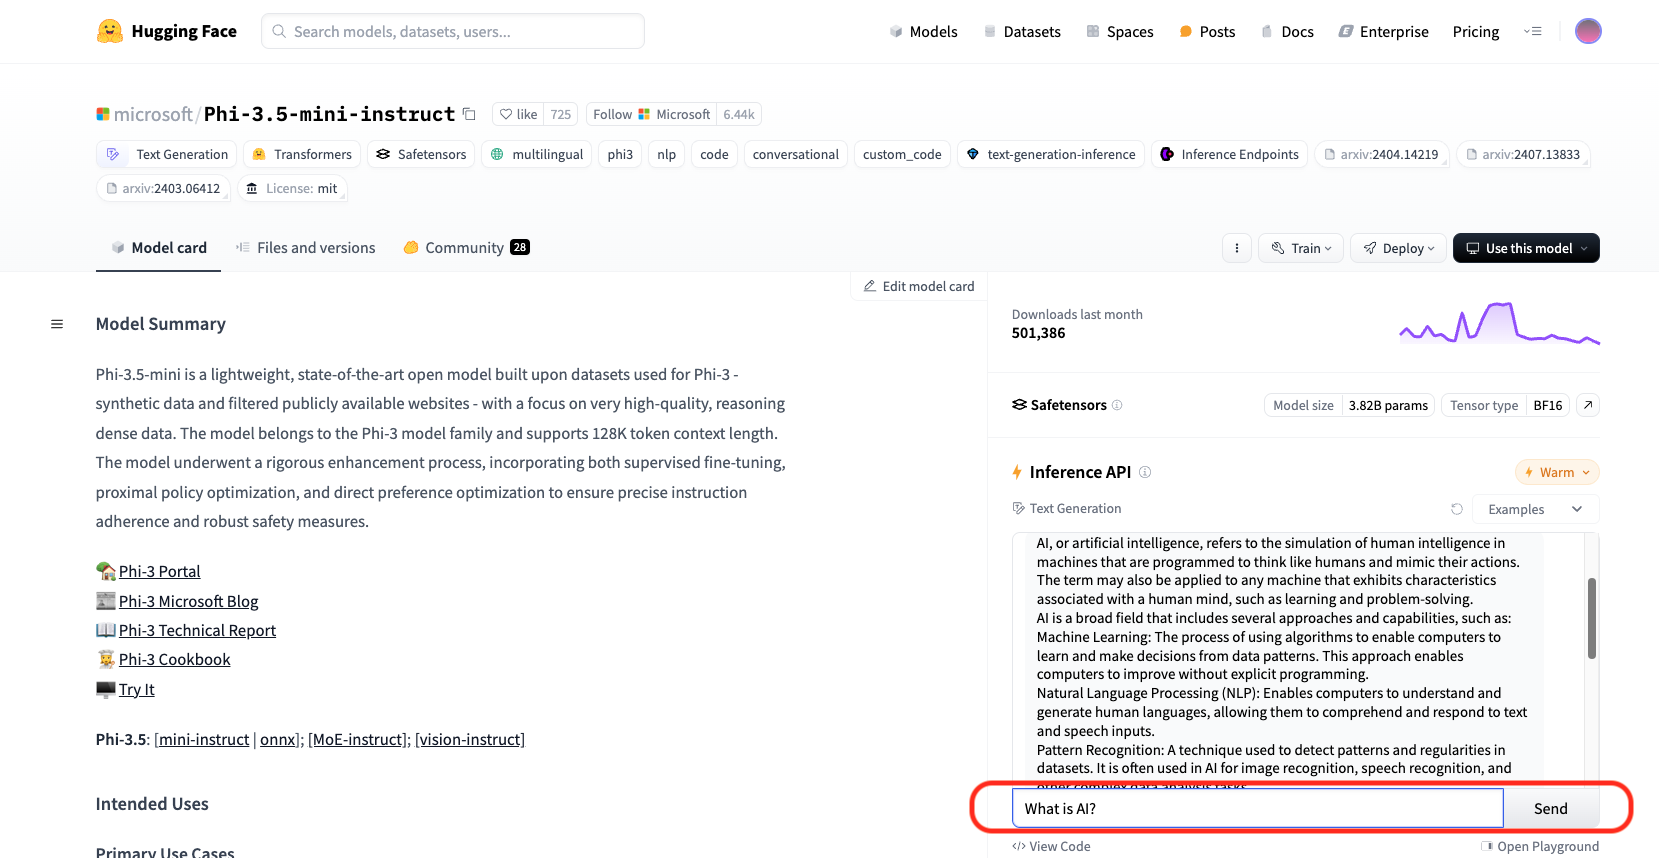 Hugging Face
Search models, datasets, users...
Models
Datasets
Spaces
Posts
Docs
Enterprise
Pricing
microsoft/Phi-3.5-mini-instruct
like 725
Follow Microsoft 6.44k
Text Generation
Transformers
Safetensors
multilingual
phi3
nlp
code
conversational
custom_code
text-generation-inference
Inference Endpoints
arxiv:2404.14219
arxiv:2407.13833
arxiv:2403.06412
License: mit
Model card
Files and versions
Community 28
Train
Deploy
Use this model
Edit model card
Model Summary
Phi-3.5-mini is a lightweight, state-of-the-art open model built upon datasets used for Phi-3 -
synthetic data and filtered publicly available websites - with a focus on very high-quality, reasoning
dense data. The model belongs to the Phi-3 model family and supports 128K token context length.
The model underwent a rigorous enhancement process, incorporating both supervised fine-tuning,
proximal policy optimization, and direct preference optimization to ensure precise instruction
adherence and robust safety measures.
Phi-3 Portal
Phi-3 Microsoft Blog
Phi-3 Technical Report
Phi-3 Cookbook
Try It
Phi-3.5: [mini-instruct | onnx]; [MoE-instruct]; [vision-instruct]
Intended Uses
Primary Use Cases
Downloads last month
501,386
Safetensors
Model size 3.82B params
Tensor type BF16
Inference API
Warm
Text Generation
Examples
AI, or artificial intelligence, refers to the simulation of human intelligence in
machines that are programmed to think like humans and mimic their actions.
The term may also be applied to any machine that exhibits characteristics
associated with a human mind, such as learning and problem-solving.
AI is a broad field that includes several approaches and capabilities, such as:
Machine Learning: The process of using algorithms to enable computers to
learn and make decisions from data patterns. This approach enables
computers to improve without explicit programming.
Natural Language Processing (NLP): Enables computers to understand and
generate human languages, allowing them to comprehend and respond to text
and speech inputs.
Pattern Recognition: A technique used to detect patterns and regularities in
datasets. It is often used in AI for image recognition, speech recognition, and
other complex data analysis tasks.
What is AI?
Send
View Code
Open Playground